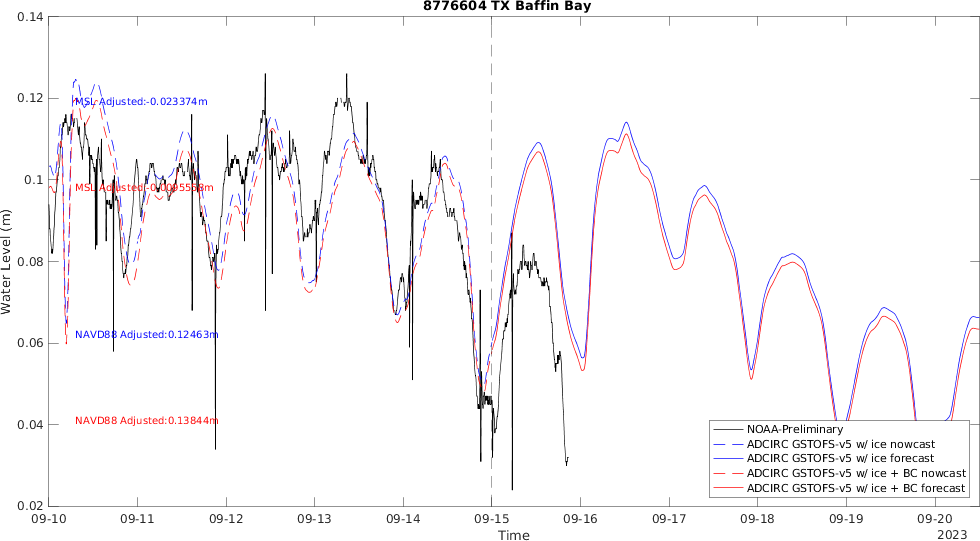 8776604 TX Baffin Bay
0.14
0.12
0.1
0.08
0.06
0.04
0.02
Water Level (m)
MSL Adjusted:-0.023374m
MSL Adjusted:-0.0095568m
NAVD88 Adjusted:0.12463m
NAVD88 Adjusted:0.13844m
NOAA-Preliminary
ADCIRC GSTOFS-v5 w/ ice nowcast
ADCIRC GSTOFS-v5 w/ ice forecast
ADCIRC GSTOFS-v5 w/ ice + BC nowcast
ADCIRC GSTOFS-v5 w/ ice + BC forecast
09-10 09-11 09-12 09-13 09-14 09-15 09-16 09-17 09-18 09-19 09-20
Time
2023